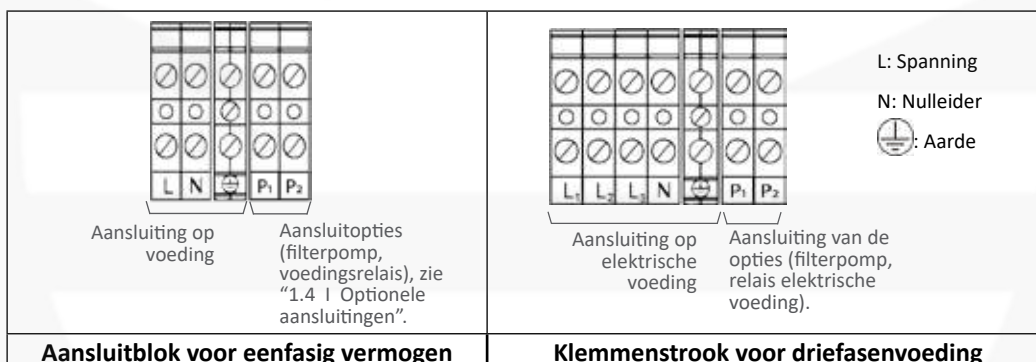 L N P₁ P₂
Aansluiting op
voeding
Aansluitopties
(filterpomp,
voedingsrelais), zie
“1.4 I Optionele
aansluitingen”.
Aansluitblok voor eenfasig vermogen
L₁ L₂ L₃ N P₁ P₂
Aansluiting op
elektrische
voeding
Aansluiting van de
opties (filterpomp,
relais elektrische
voeding).
L: Spanning
N: Nulleider
: Aarde
Klemmenstrook voor driefasenvoeding